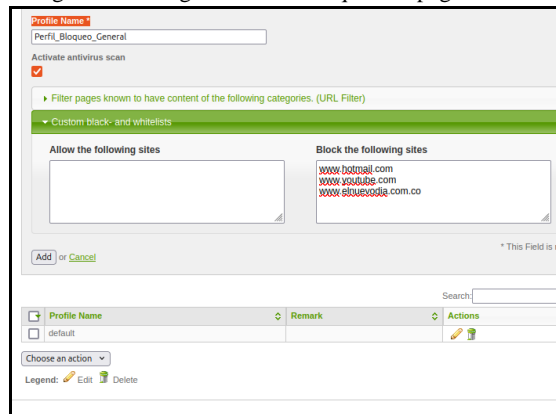 Profile Name *
Perfil_Bloqueo_General
Activate antivirus scan
Filter pages known to have content of the following categories. (URL Filter)
Custom black- and whitelists
Allow the following sites
Block the following sites
www.hotmail.com
www.youtube.com
www.elnuevodia.com.co
* This Field is
Add or Cancel
Search:
Profile Name Remark Actions
default
Choose an action
Legend: Edit Delete